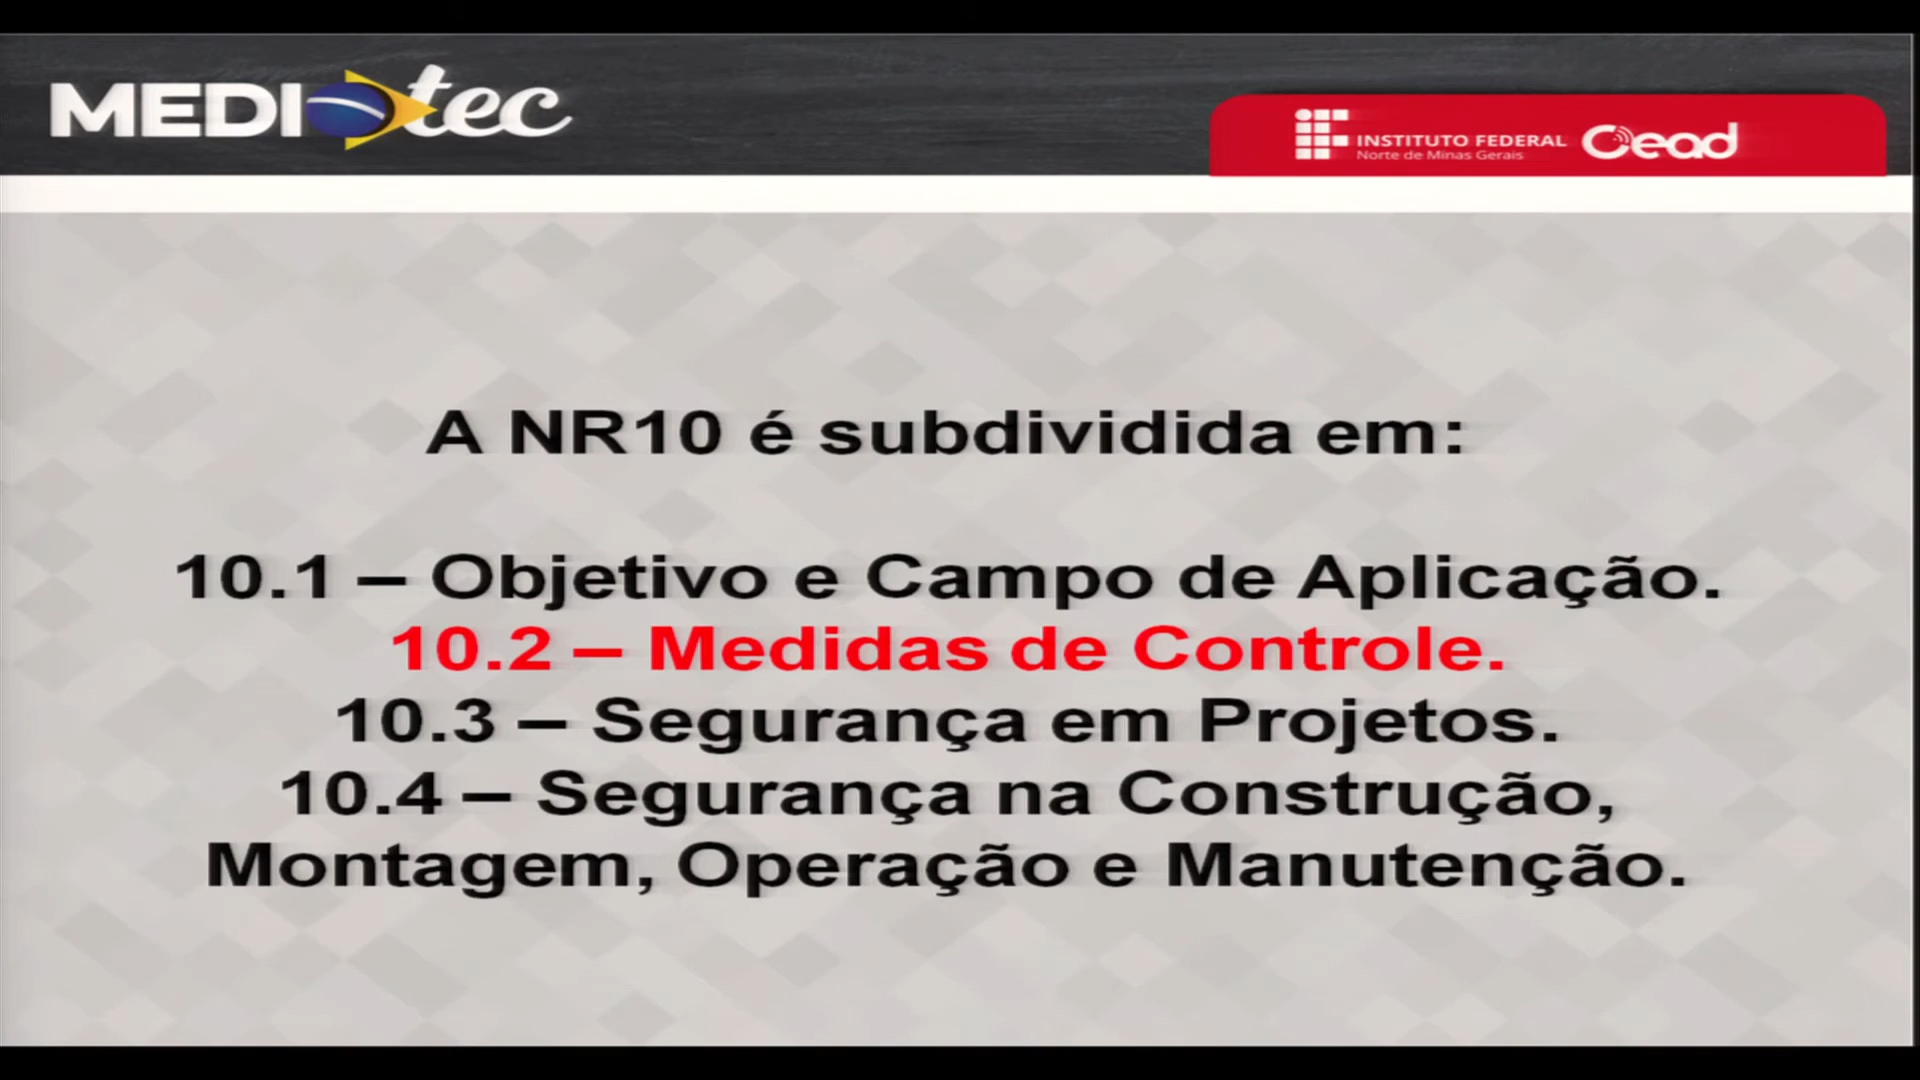 MEDIOtec
INSTITUTO FEDERAL
Norte de Minas Gerais
Cead
A NR10 é subdividida em:
10.1 – Objetivo e Campo de Aplicação.
10.2 – Medidas de Controle.
10.3 – Segurança em Projetos.
10.4 – Segurança na Construção,
Montagem, Operação e Manutenção.